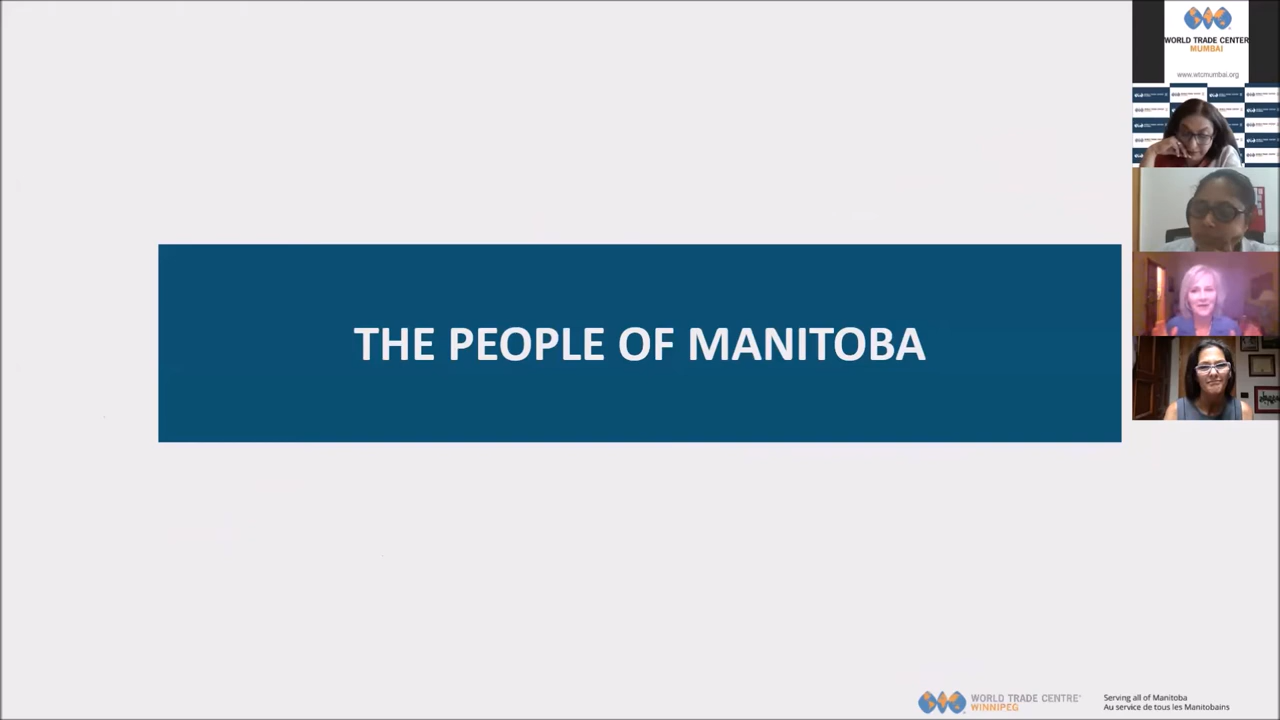 WORLD TRADE CENTER
MUMBAI
www.wtcmumbai.org
THE PEOPLE OF MANITOBA
WORLD TRADE CENTRE
WINNIPEG
Serving all of Manitoba
Au service de tous les Manitobains